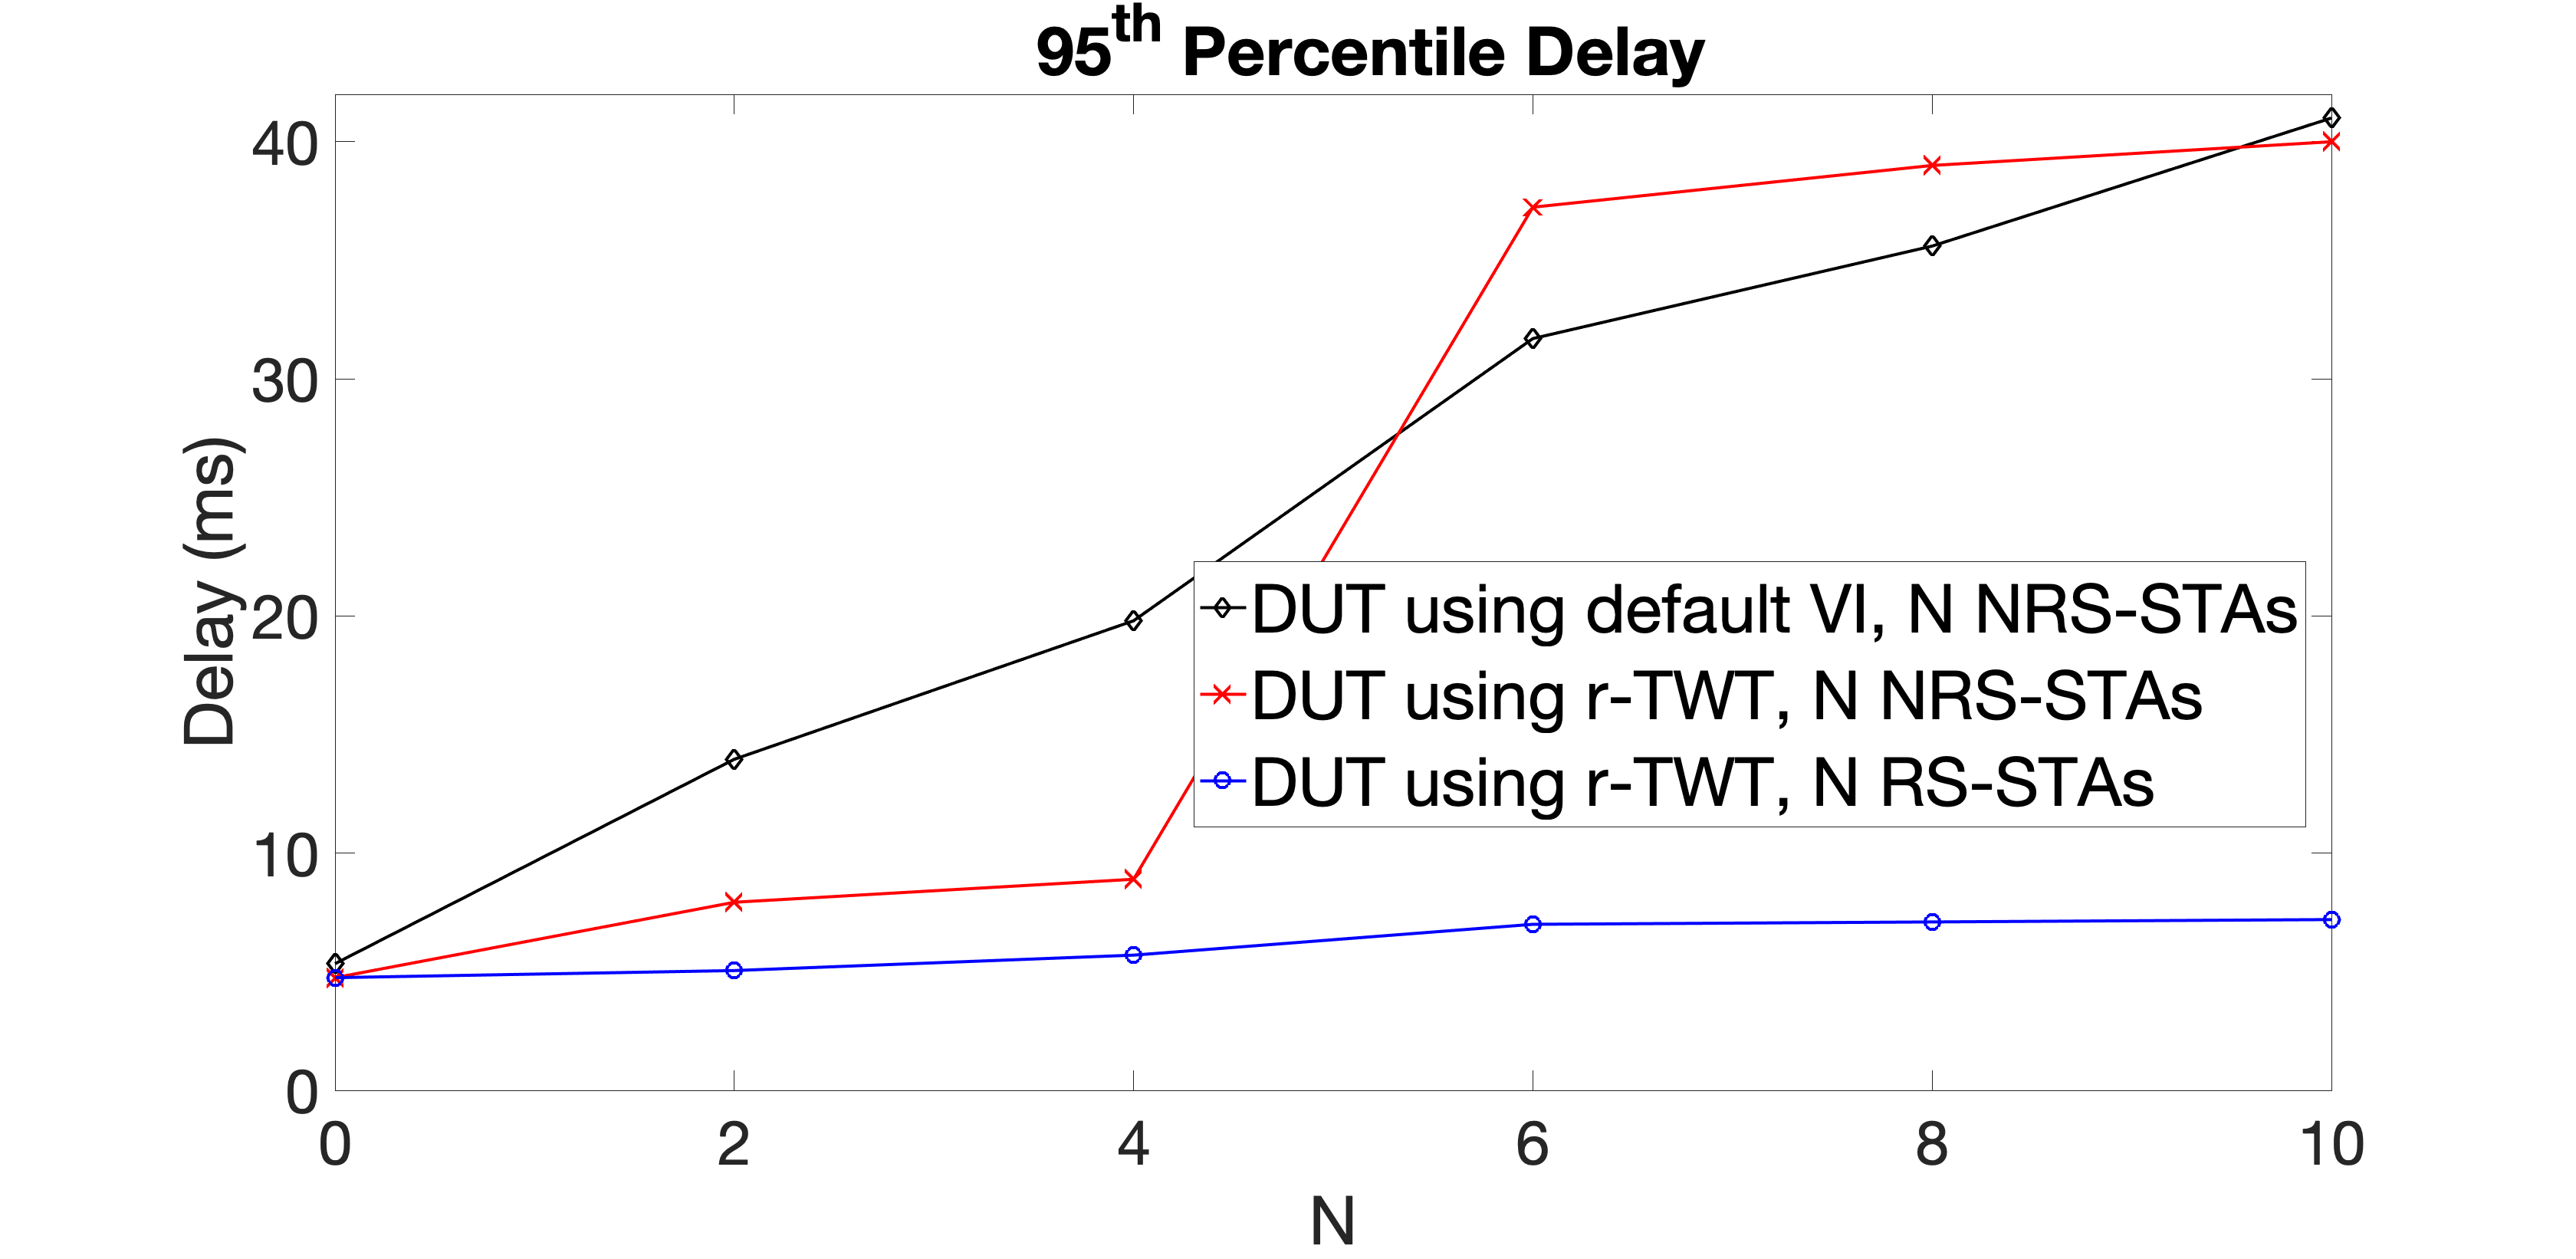 95th Percentile Delay
Delay (ms)
40
30
20
10
0
DUT using default VI, N NRS-STAs
DUT using r-TWT, N NRS-STAs
DUT using r-TWT, N RS-STAs
0 2 4 6 8 10
N